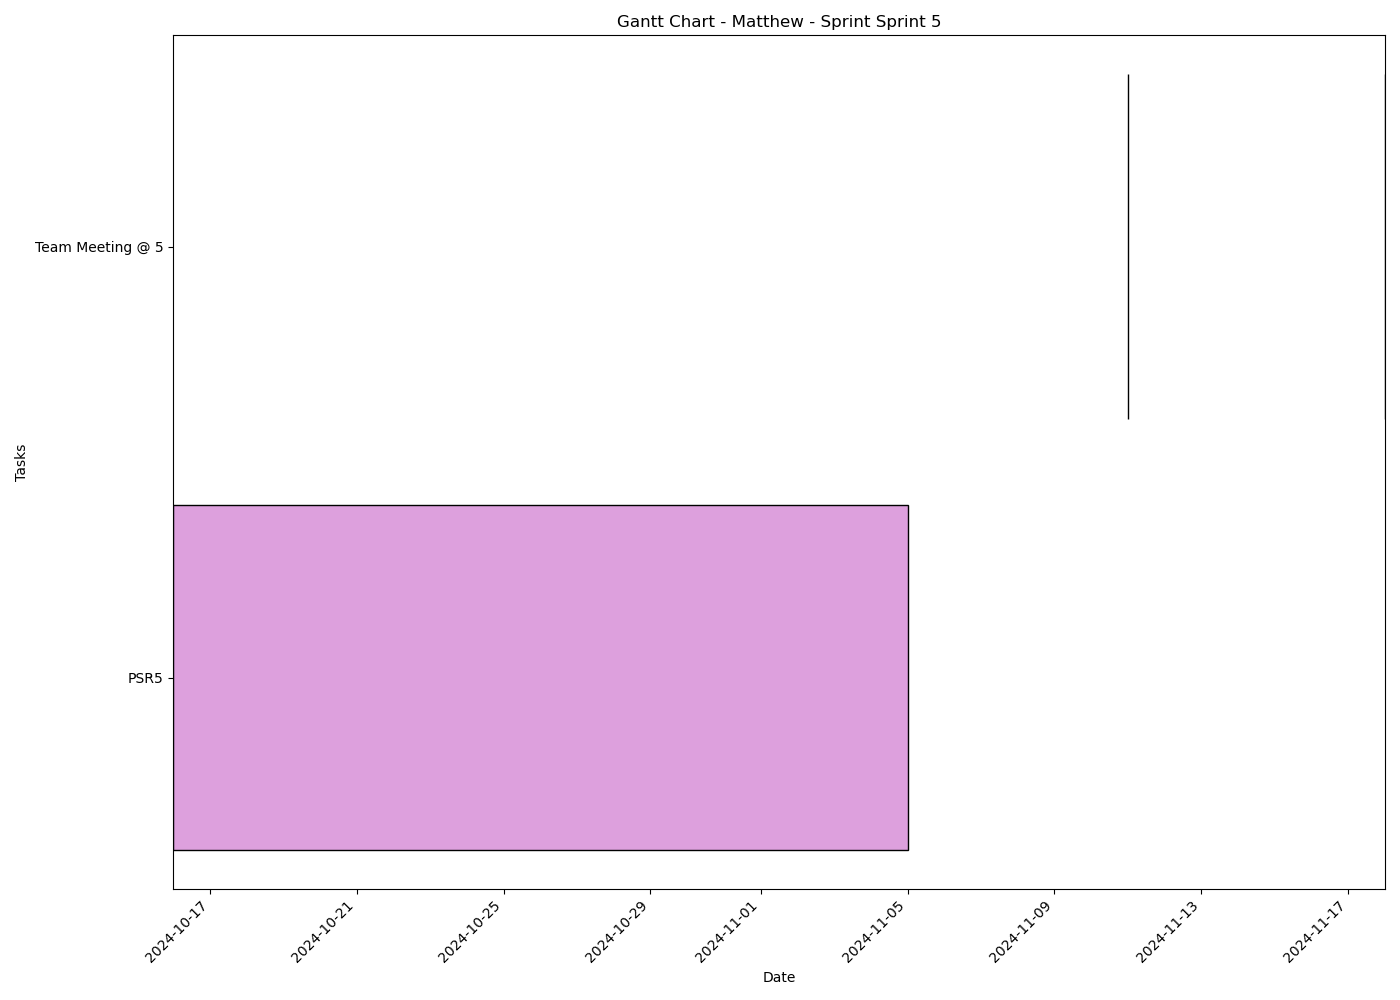 Gantt Chart - Matthew - Sprint Sprint 5
Team Meeting @ 5
Tasks
PSR5
2024-10-17
2024-10-21
2024-10-25
2024-10-29
2024-11-01
2024-11-05
2024-11-09
2024-11-13
2024-11-17
Date